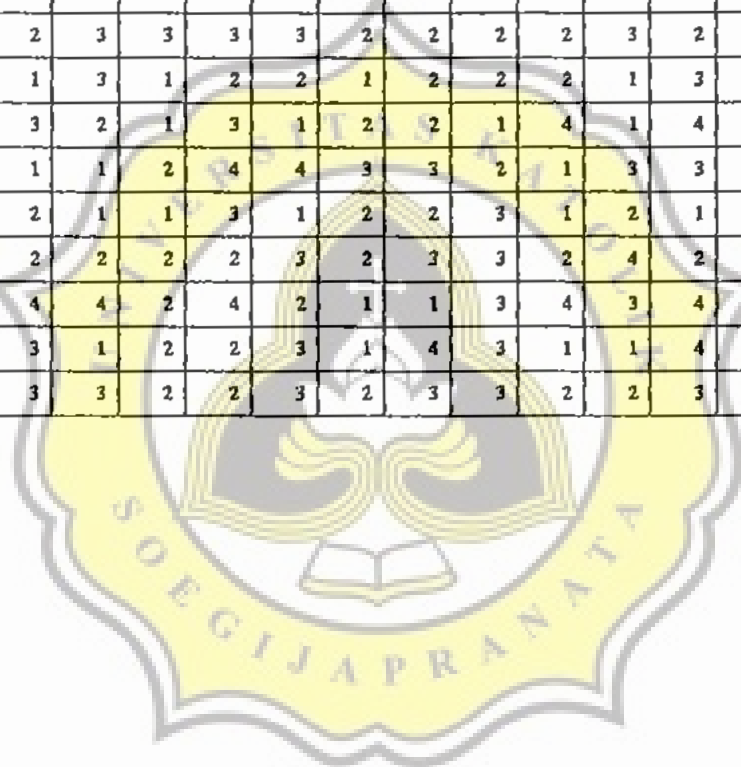 2 3 3 3 3 2 2 2 2 3 2
1 3 1 2 2 1 2 2 2 1 3
3 2 1 3 1 2 2 1 4 1 4
1 1 2 4 4 3 3 2 1 3 3
2 1 1 3 1 2 2 3 1 2 1
2 2 2 2 3 2 3 3 2 4 2
4 4 2 4 2 1 1 3 4 3 4
3 1 2 2 3 1 4 3 1 1 4
3 3 2 2 3 2 3 3 2 2 3
UNIVERSITAS KATOLIK
SOEGIJAPRANATA